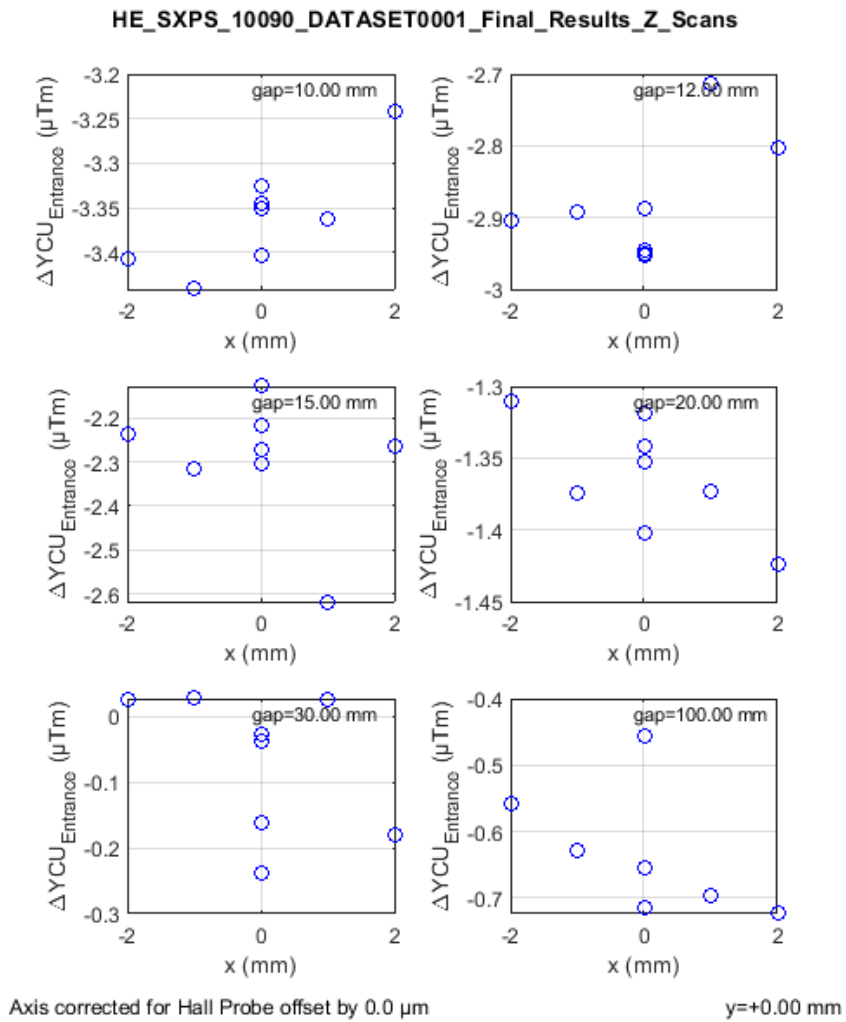 HE_SXPS_10090_DATASET0001_Final_Results_Z_Scans
ΔYCU_Entrance (µTm)
-3.2
-3.25
-3.3
-3.35
-3.4
gap=10.00 mm
-2 0 2
x (mm)
ΔYCU_Entrance (µTm)
-2.7
-2.8
-2.9
-3
gap=12.00 mm
-2 0 2
x (mm)
ΔYCU_Entrance (µTm)
-2.2
-2.3
-2.4
-2.5
-2.6
gap=15.00 mm
-2 0 2
x (mm)
ΔYCU_Entrance (µTm)
-1.3
-1.35
-1.4
-1.45
gap=20.00 mm
-2 0 2
x (mm)
ΔYCU_Entrance (µTm)
0
-0.1
-0.2
-0.3
gap=30.00 mm
-2 0 2
x (mm)
ΔYCU_Entrance (µTm)
-0.4
-0.5
-0.6
-0.7
gap=100.00 mm
-2 0 2
x (mm)
Axis corrected for Hall Probe offset by 0.0 µm
y=+0.00 mm